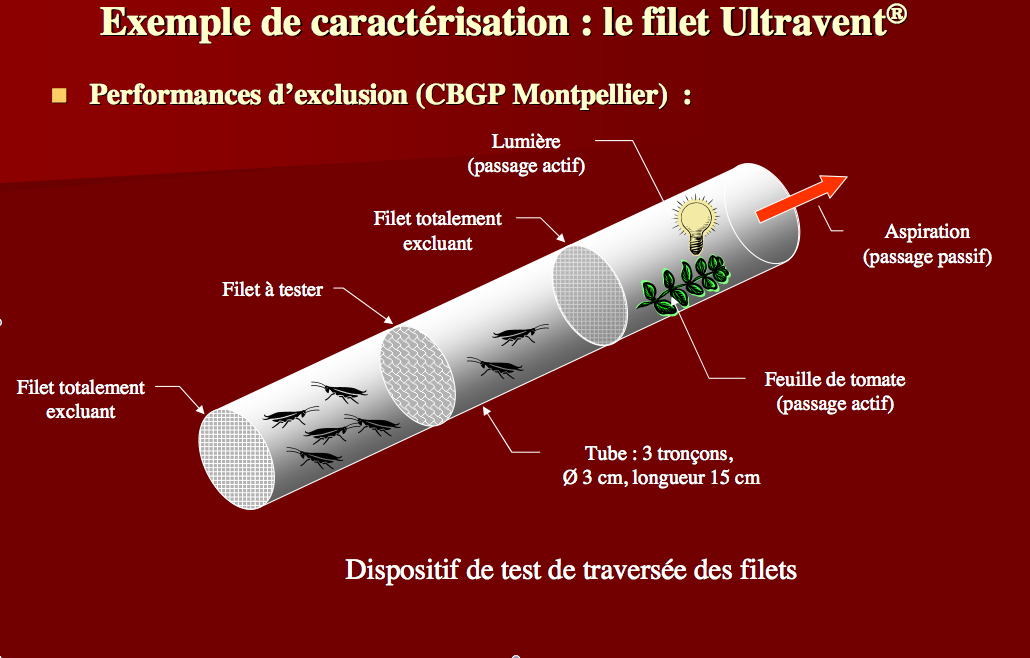 Exemple de caractérisation : le filet Ultravent®
Performances d’exclusion (CBGP Montpellier) :
Lumière
(passage actif)
Filet totalement
excluant
Aspiration
(passage passif)
Filet à tester
Filet totalement
excluant
Feuille de tomate
(passage actif)
Tube : 3 tronçons,
Ø 3 cm, longueur 15 cm
Dispositif de test de traversée des filets